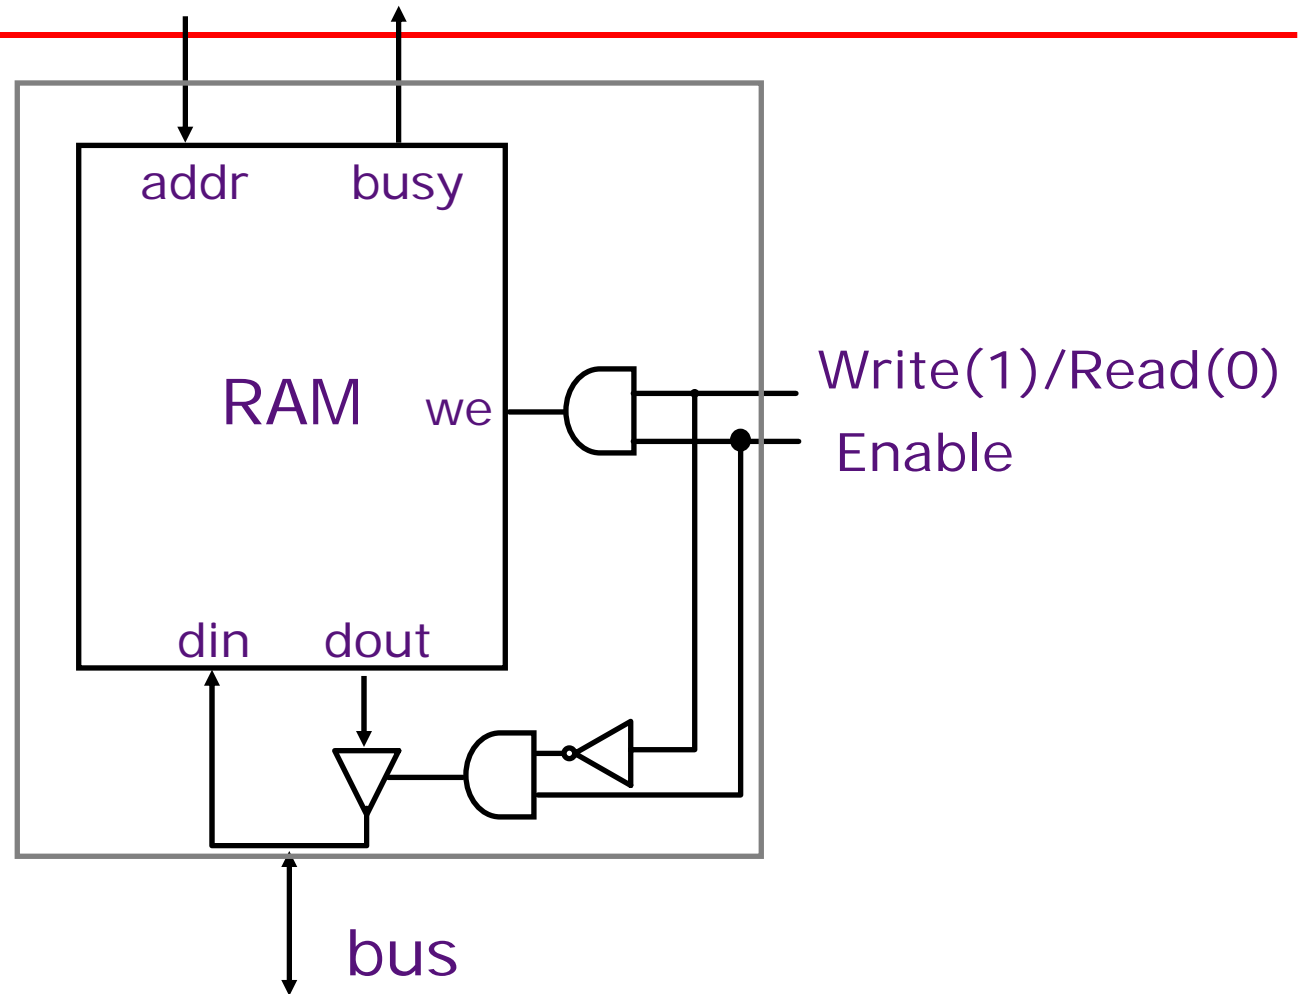 addr busy
Write(1)/Read(0)
RAM we
Enable
din dout
bus